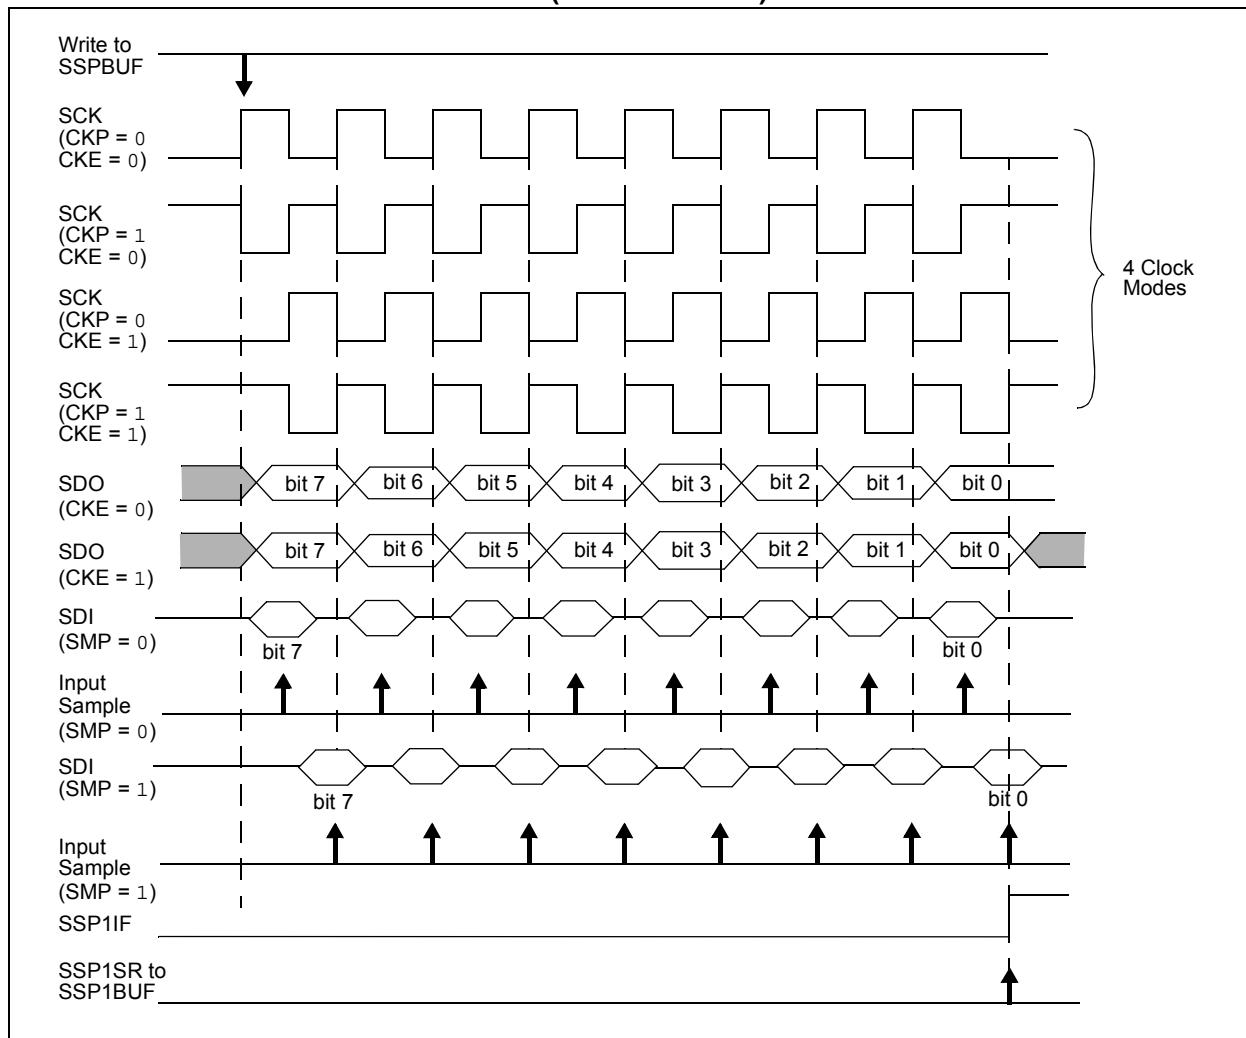 Write to
SSPBUF
SCK
(CKP = 0
CKE = 0)
SCK
(CKP = 1
CKE = 0)
4 Clock
Modes
SCK
(CKP = 0
CKE = 1)
SCK
(CKP = 1
CKE = 1)
SDO
(CKE = 0)
bit 7 bit 6 bit 5 bit 4 bit 3 bit 2 bit 1 bit 0
SDO
(CKE = 1)
bit 7 bit 6 bit 5 bit 4 bit 3 bit 2 bit 1 bit 0
SDI
(SMP = 0)
bit 7 bit 0
Input
Sample
(SMP = 0)
SDI
(SMP = 1)
bit 7 bit 0
Input
Sample
(SMP = 1)
SSP1IF
SSP1SR to
SSP1BUF